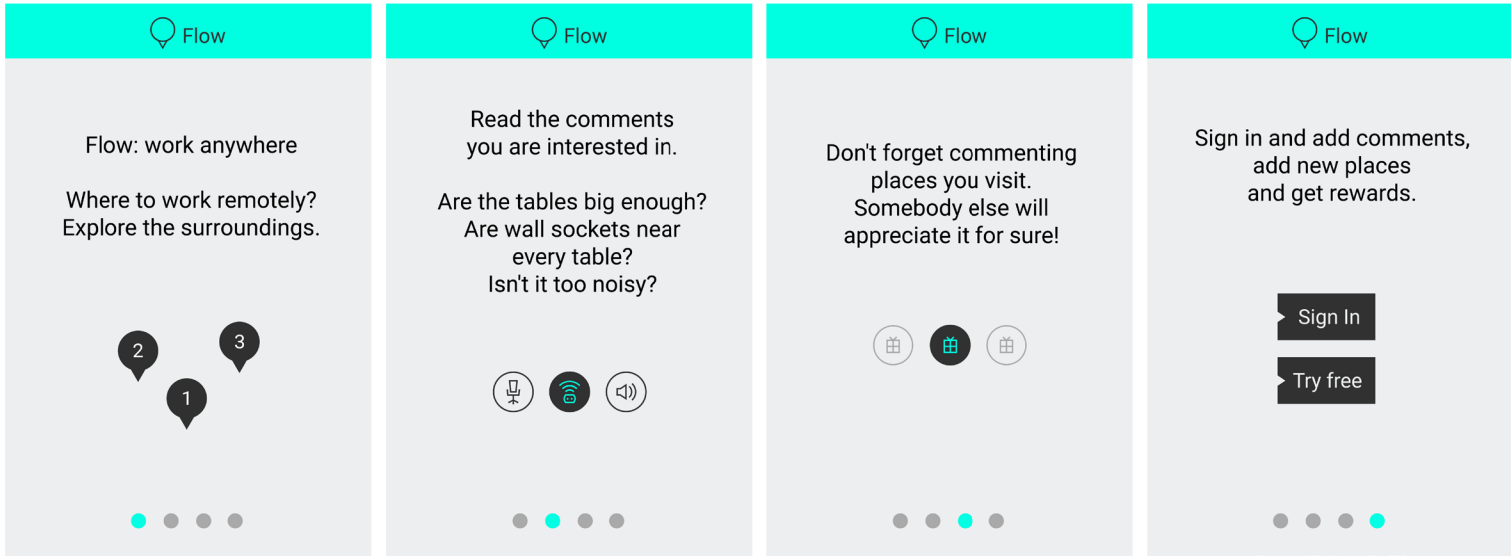 Flow
Flow: work anywhere
Where to work remotely?
Explore the surroundings.
2
3
1
Flow
Read the comments
you are interested in.
Are the tables big enough?
Are wall sockets near
every table?
Isn't it too noisy?
Flow
Don't forget commenting
places you visit.
Somebody else will
appreciate it for sure!
Flow
Sign in and add comments,
add new places
and get rewards.
Sign In
Try free